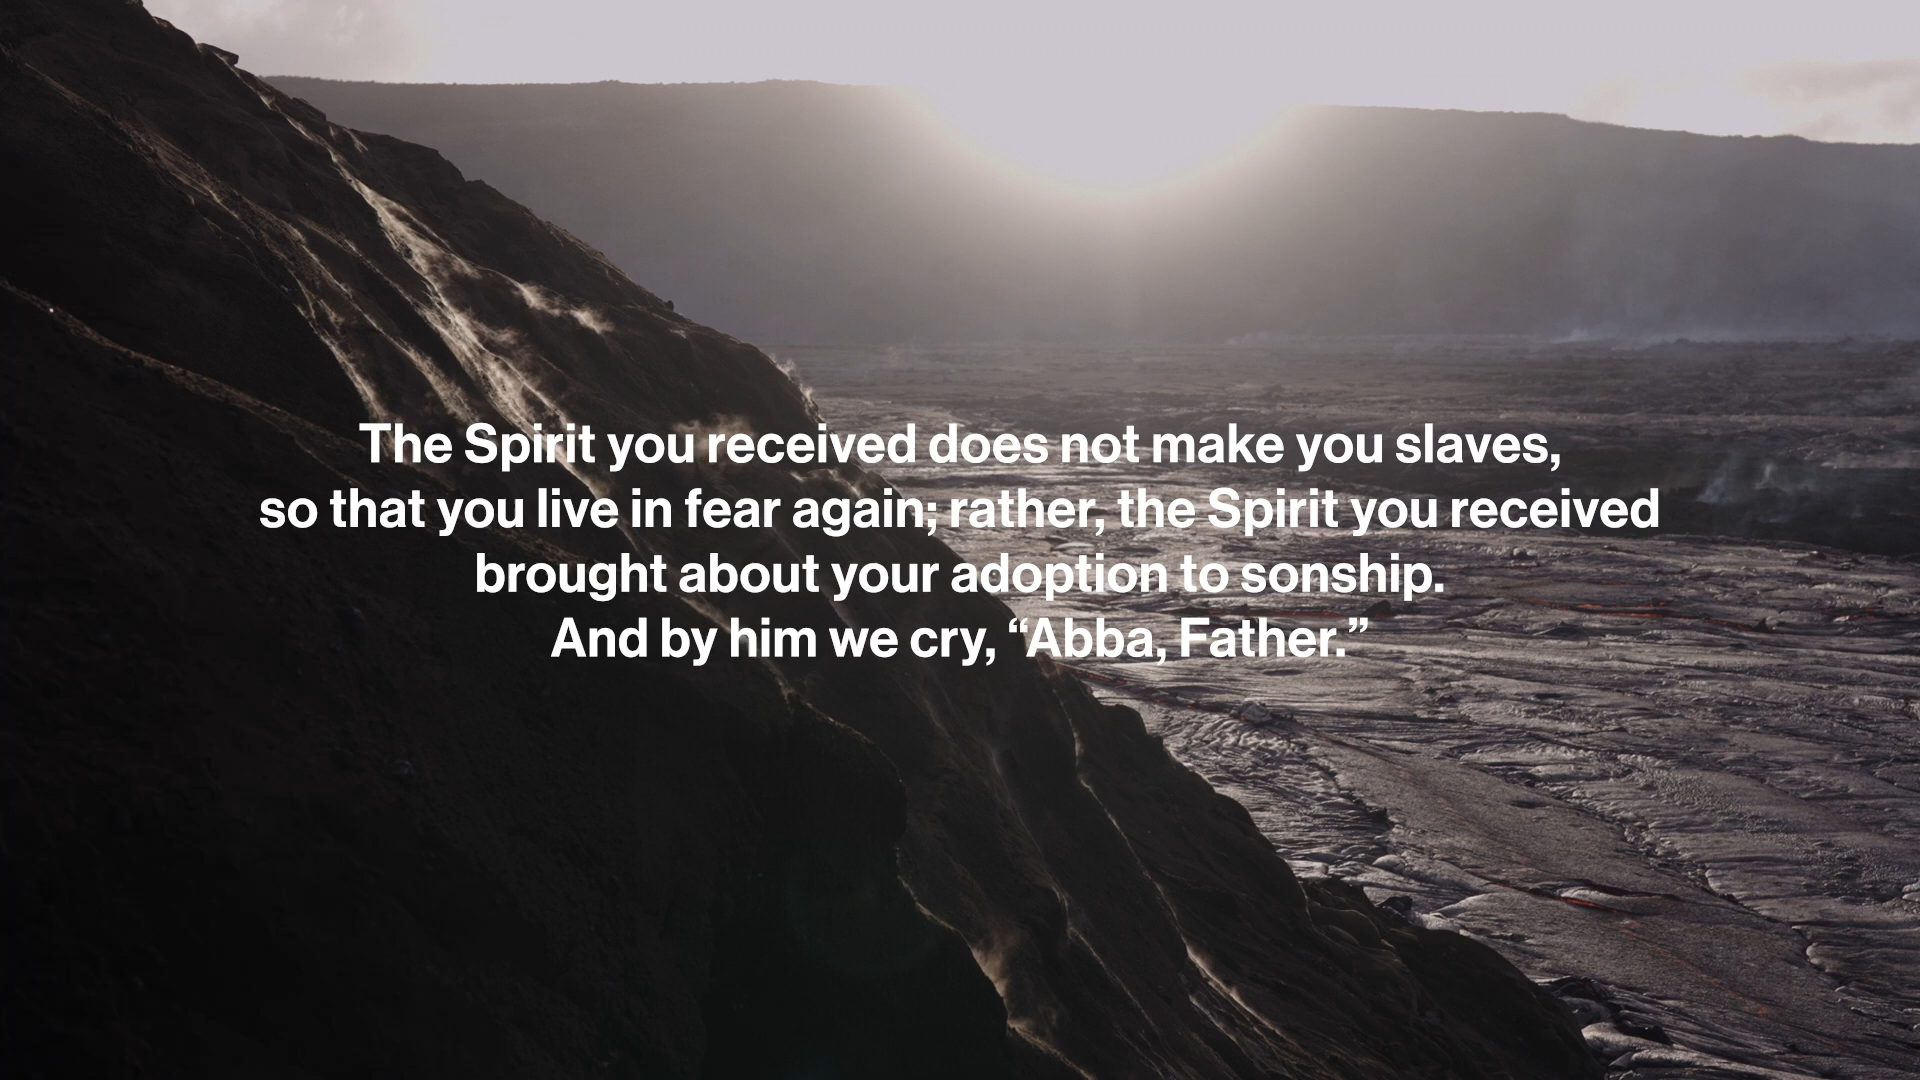 The Spirit you received does not make you slaves,
so that you live in fear again; rather, the Spirit you received
brought about your adoption to sonship.
And by him we cry, “Abba, Father.”